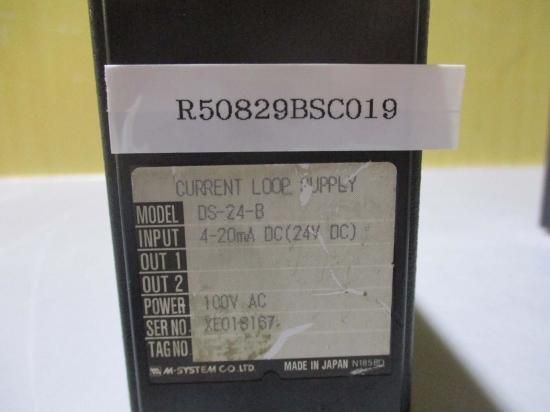 R50829BSC019
CURRENT LOOP SUPPLY
MODEL DS-24-B
INPUT 4-20mA DC(24V DC)
OUT 1
OUT 2
POWER 100V AC
SER NO. XE018167
TAG NO
M-SYSTEM CO.,LTD. MADE IN JAPAN